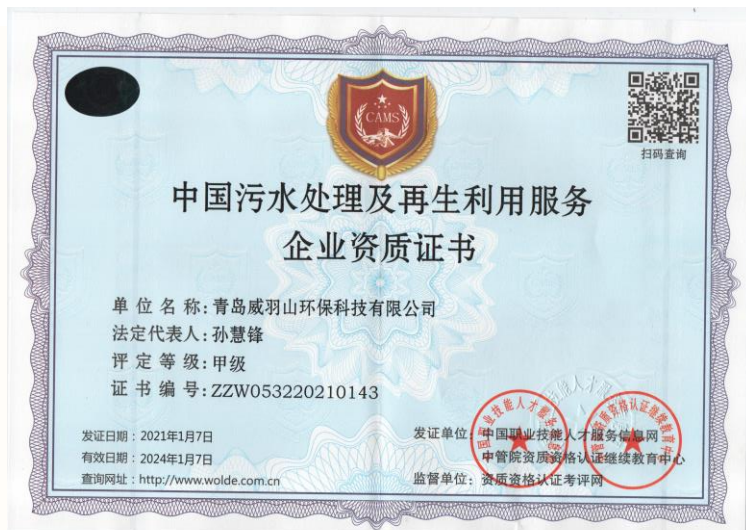 CAMS
扫码查询
中国污水处理及再生利用服务
企业资质证书
单位名称:青岛威羽山环保科技有限公司
法定代表人:孙慧锋
评定等级:甲级
证书编号:ZZW053220210143
发证日期:2021年1月7日
有效日期:2024年1月7日
查询网址:http://www.wolde.com.cn
发证单位:中国职业技能人才服务信息网
中管院资质资格认证继续教育中心
监督单位:资质资格认证考评网